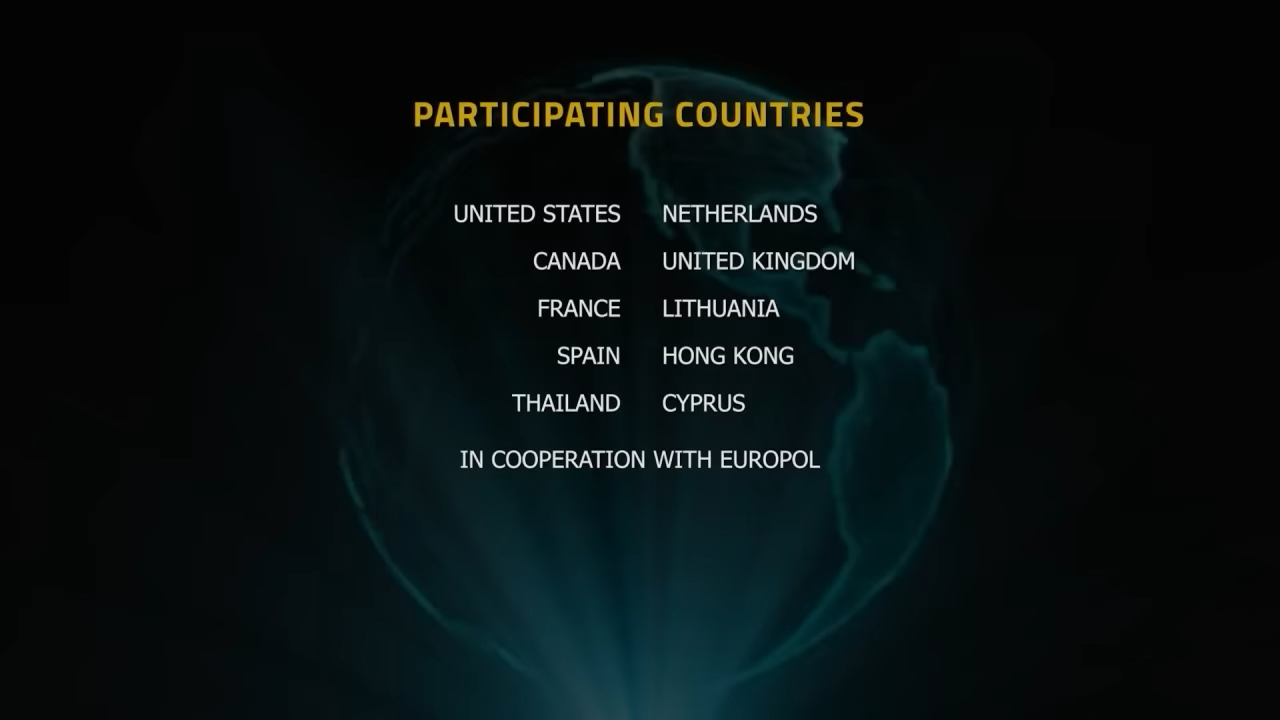 PARTICIPATING COUNTRIES
UNITED STATES NETHERLANDS
CANADA UNITED KINGDOM
FRANCE LITHUANIA
SPAIN HONG KONG
THAILAND CYPRUS
IN COOPERATION WITH EUROPOL